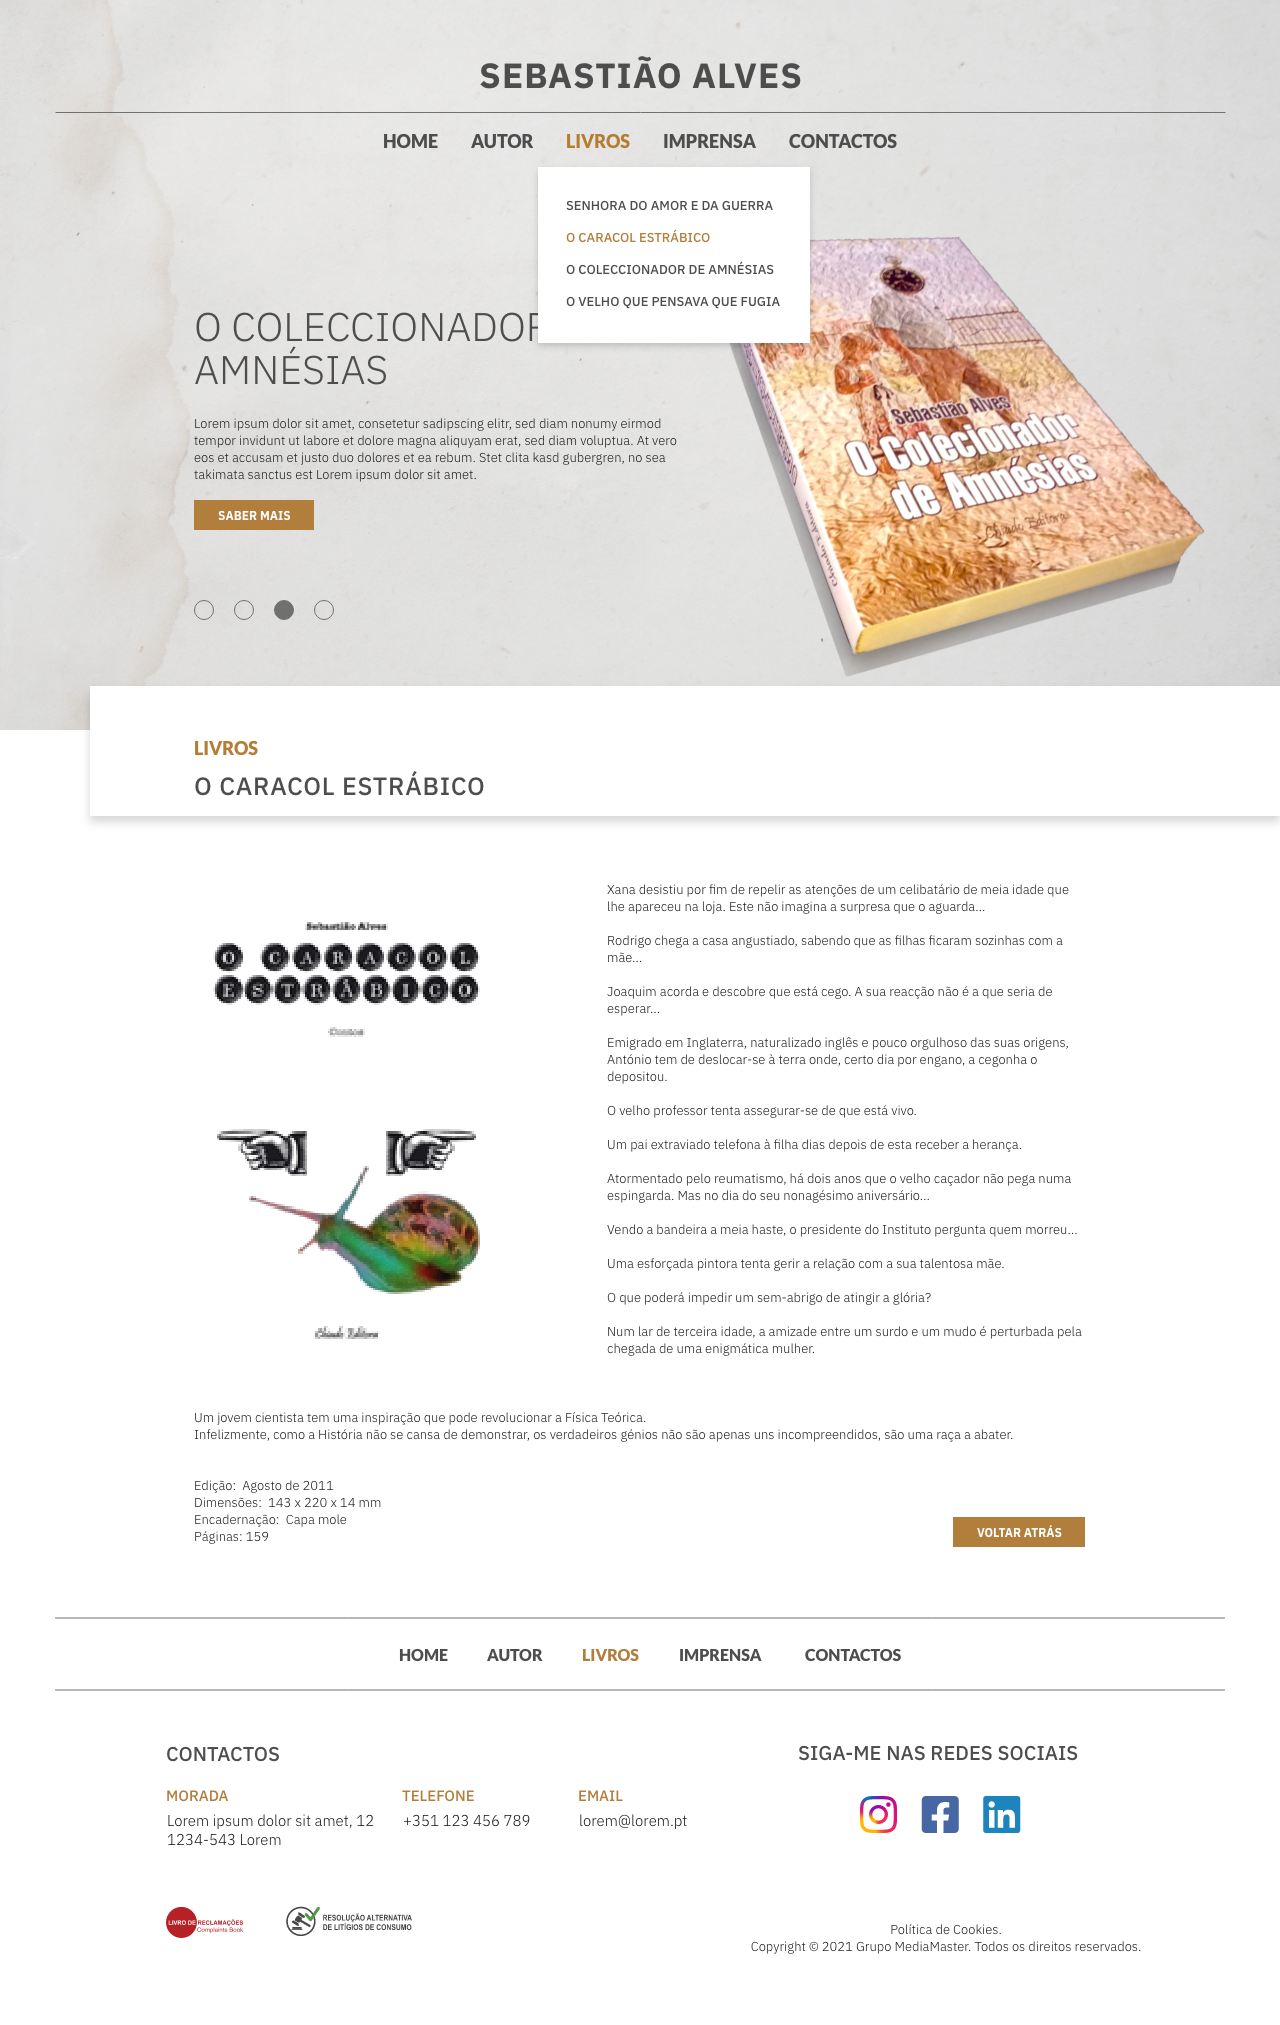 SEBASTIÃO ALVES
HOME AUTOR LIVROS IMPRENSA CONTACTOS
SENHORA DO AMOR E DA GUERRA
O CARACOL ESTRÁBICO
O COLECCIONADOR DE AMNÉSIAS
O VELHO QUE PENSAVA QUE FUGIA
O COLECCIONADOR
AMNÉSIAS
Lorem ipsum dolor sit amet, consetetur sadipscing elitr, sed diam nonumy eirmod
tempor invidunt ut labore et dolore magna aliquyam erat, sed diam voluptua. At vero
eos et accusam et justo duo dolores et ea rebum. Stet clita kasd gubergren, no sea
takimata sanctus est Lorem ipsum dolor sit amet.
SABER MAIS
Sebastião Alves
O Colecionador
de Amnésias
Chiado Editora
LIVROS
O CARACOL ESTRÁBICO
Sebastião Alves
O CARACOL
ESTRÁBICO
Contos
Chiado Editora
Xana desistiu por fim de repelir as atenções de um celibatário de meia idade que
lhe apareceu na loja. Este não imagina a surpresa que o aguarda…
Rodrigo chega a casa angustiado, sabendo que as filhas ficaram sozinhas com a
mãe…
Joaquim acorda e descobre que está cego. A sua reacção não é a que seria de
esperar…
Emigrado em Inglaterra, naturalizado inglês e pouco orgulhoso das suas origens,
António tem de deslocar-se à terra onde, certo dia por engano, a cegonha o
depositou.
O velho professor tenta assegurar-se de que está vivo.
Um pai extraviado telefona à filha dias depois de esta receber a herança.
Atormentado pelo reumatismo, há dois anos que o velho caçador não pega numa
espingarda. Mas no dia do seu nonagésimo aniversário…
Vendo a bandeira a meia haste, o presidente do Instituto pergunta quem morreu…
Uma esforçada pintora tenta gerir a relação com a sua talentosa mãe.
O que poderá impedir um sem-abrigo de atingir a glória?
Num lar de terceira idade, a amizade entre um surdo e um mudo é perturbada pela
chegada de uma enigmática mulher.
Um jovem cientista tem uma inspiração que pode revolucionar a Física Teórica.
Infelizmente, como a História não se cansa de demonstrar, os verdadeiros génios não são apenas uns incompreendidos, são uma raça a abater.
Edição: Agosto de 2011
Dimensões: 143 x 220 x 14 mm
Encadernação: Capa mole
Páginas: 159
VOLTAR ATRÁS
HOME AUTOR LIVROS IMPRENSA CONTACTOS
CONTACTOS
MORADA
Lorem ipsum dolor sit amet, 12
1234-543 Lorem
TELEFONE
+351 123 456 789
EMAIL
lorem@lorem.pt
SIGA-ME NAS REDES SOCIAIS
in
LIVRO DE RECLAMAÇÕES
Complaints Book
RESOLUÇÃO ALTERNATIVA
DE LITÍGIOS DE CONSUMO
Política de Cookies.
Copyright © 2021 Grupo MediaMaster. Todos os direitos reservados.